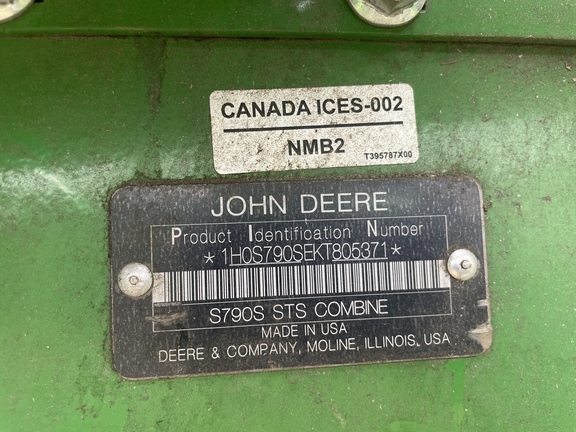 CANADA ICES-002
NMB2
T395787X00
JOHN DEERE
Product Identification Number
*1H0S790SEKT805371*
S790S STS COMBINE
MADE IN USA
DEERE & COMPANY, MOLINE, ILLINOIS, USA